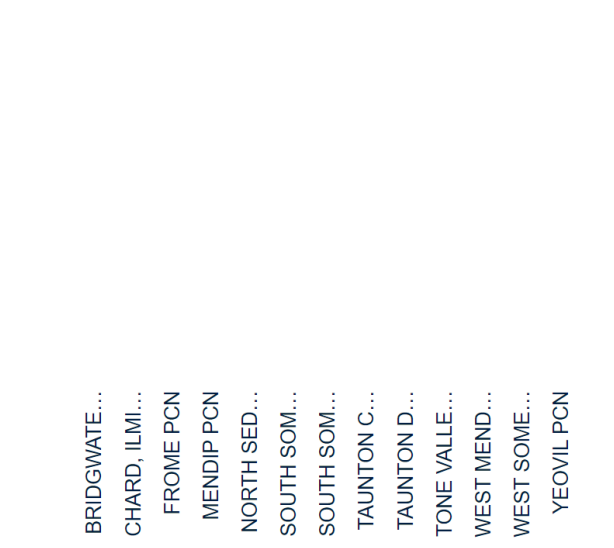 BRIDGWATE...
CHARD, ILMI...
FROME PCN
MENDIP PCN
NORTH SED...
SOUTH SOM...
SOUTH SOM...
TAUNTON C...
TAUNTON D...
TONE VALLE...
WEST MEND...
WEST SOME...
YEOVIL PCN